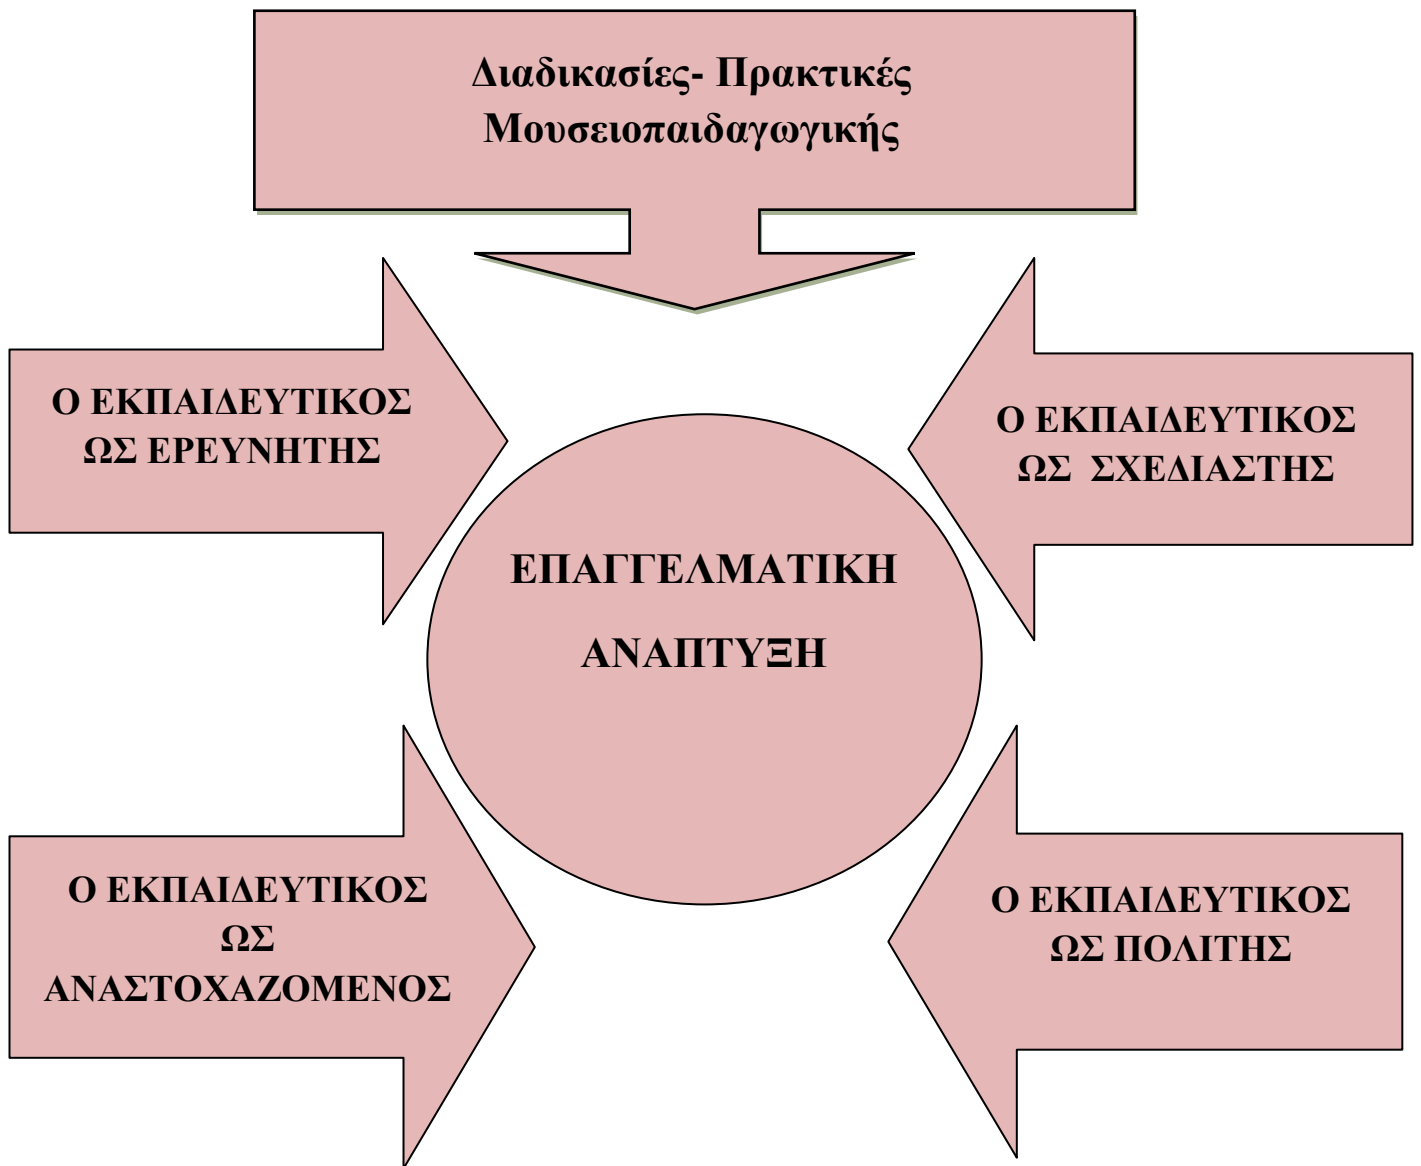 Διαδικασίες- Πρακτικές
Μουσειοπαιδαγωγικής
Ο ΕΚΠΑΙΔΕΥΤΙΚΟΣ
ΩΣ ΕΡΕΥΝΗΤΗΣ
Ο ΕΚΠΑΙΔΕΥΤΙΚΟΣ
ΩΣ ΣΧΕΔΙΑΣΤΗΣ
ΕΠΑΓΓΕΛΜΑΤΙΚΗ
ΑΝΑΠΤΥΞΗ
Ο ΕΚΠΑΙΔΕΥΤΙΚΟΣ
ΩΣ
ΑΝΑΣΤΟΧΑΖΟΜΕΝΟΣ
Ο ΕΚΠΑΙΔΕΥΤΙΚΟΣ
ΩΣ ΠΟΛΙΤΗΣ